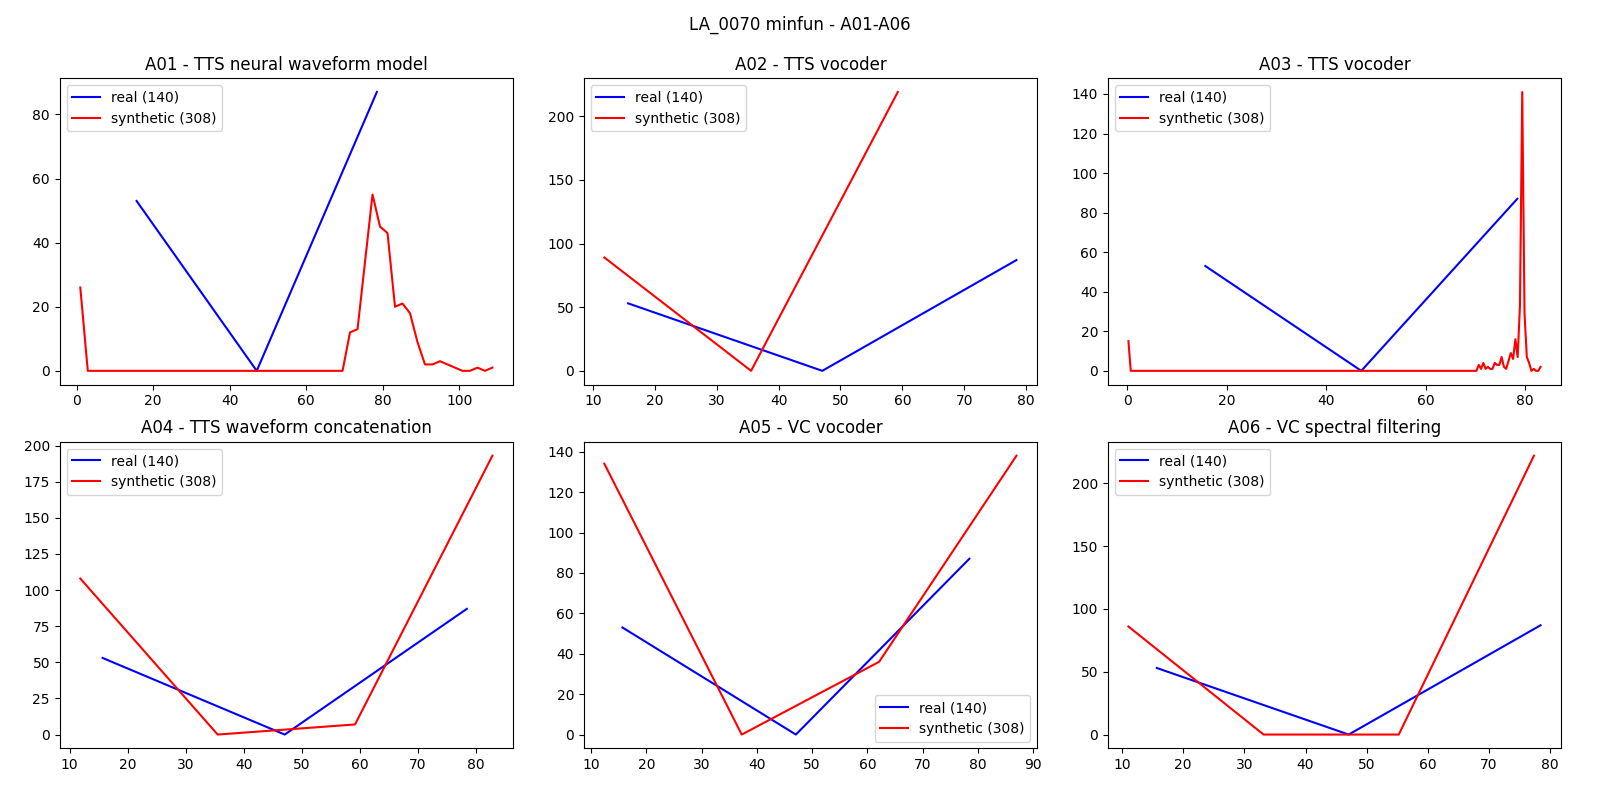 LA_0070 minfun - A01-A06
A01 - TTS neural waveform model
real (140)
synthetic (308)
80
60
40
20
0
0 20 40 60 80 100
A02 - TTS vocoder
real (140)
synthetic (308)
200
150
100
50
0
10 20 30 40 50 60 70 80
A03 - TTS vocoder
real (140)
synthetic (308)
140
120
100
80
60
40
20
0
0 20 40 60 80
A04 - TTS waveform concatenation
real (140)
synthetic (308)
200
175
150
125
100
75
50
25
0
10 20 30 40 50 60 70 80
A05 - VC vocoder
140
120
100
80
60
40
20
0
real (140)
synthetic (308)
10 20 30 40 50 60 70 80 90
A06 - VC spectral filtering
real (140)
synthetic (308)
200
150
100
50
0
10 20 30 40 50 60 70 80